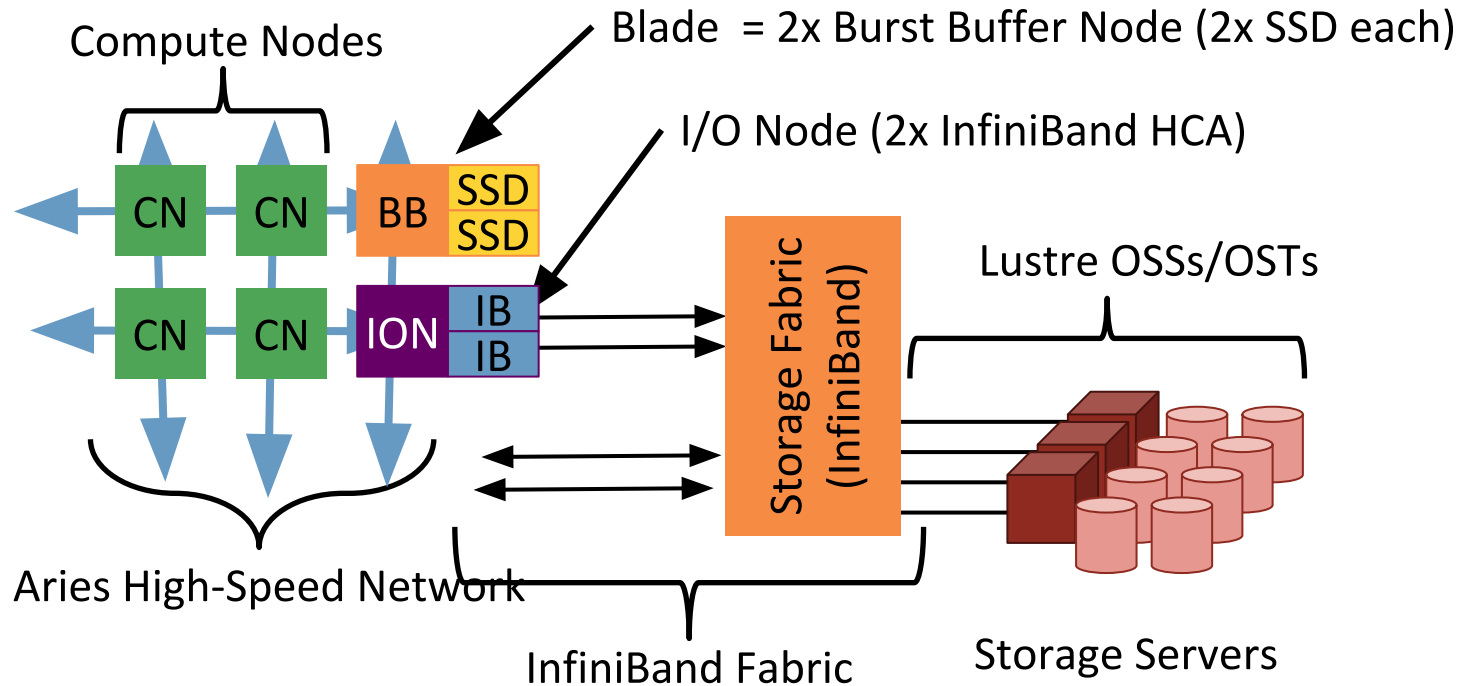 Blade  = 2x Burst Buffer Node (2x SSD each)
Compute Nodes
I/O Node (2x InfiniBand HCA)
CN
CN
BB
SSD
SSD
CN
CN
ION
IB
IB
Storage Fabric
(InfiniBand)
Lustre OSSs/OSTs
Aries High-Speed Network
InfiniBand Fabric
Storage Servers